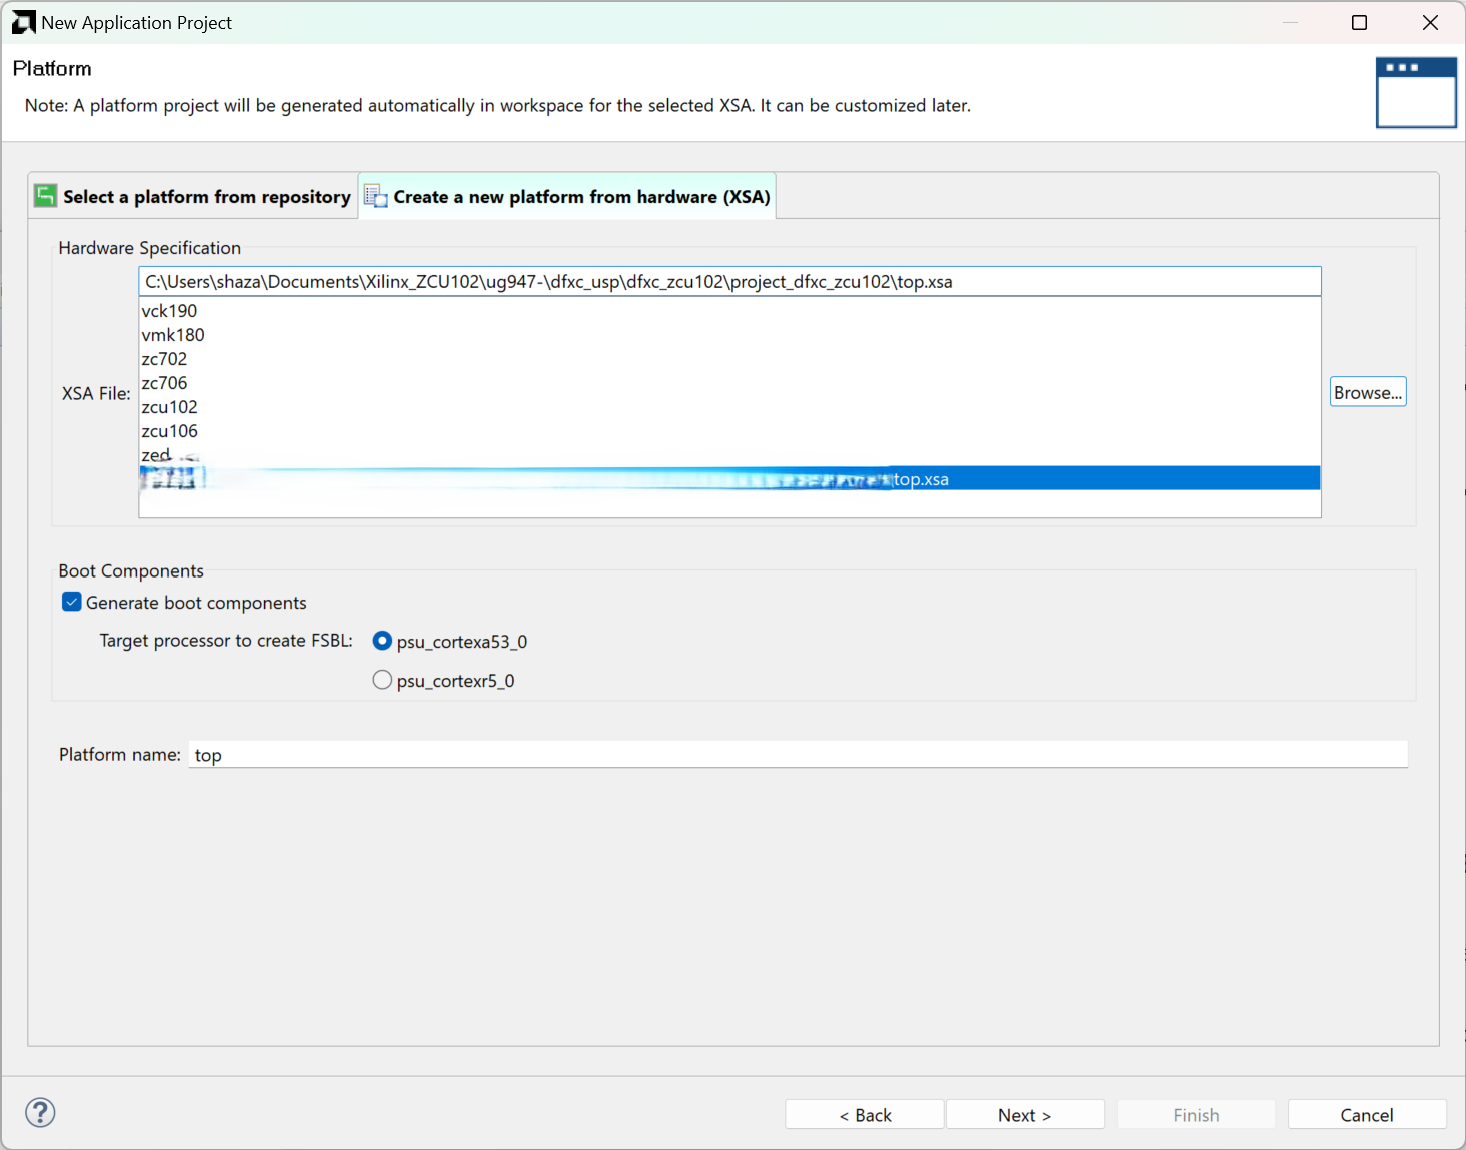 New Application Project
Platform
Note: A platform project will be generated automatically in workspace for the selected XSA. It can be customized later.
Select a platform from repository
Create a new platform from hardware (XSA)
Hardware Specification
C:\Users\shaza\Documents\Xilinx_ZCU102\ug947-\dfxc_usp\dfxc_zcu102\project_dfxc_zcu102\top.xsa
vck190
vmk180
zc702
zc706
XSA File:
Browse...
zcu102
zcu106
zed
\top.xsa
Boot Components
Generate boot components
Target processor to create FSBL:
psu_cortexa53_0
psu_cortexr5_0
Platform name:
top
?
< Back
Next >
Finish
Cancel